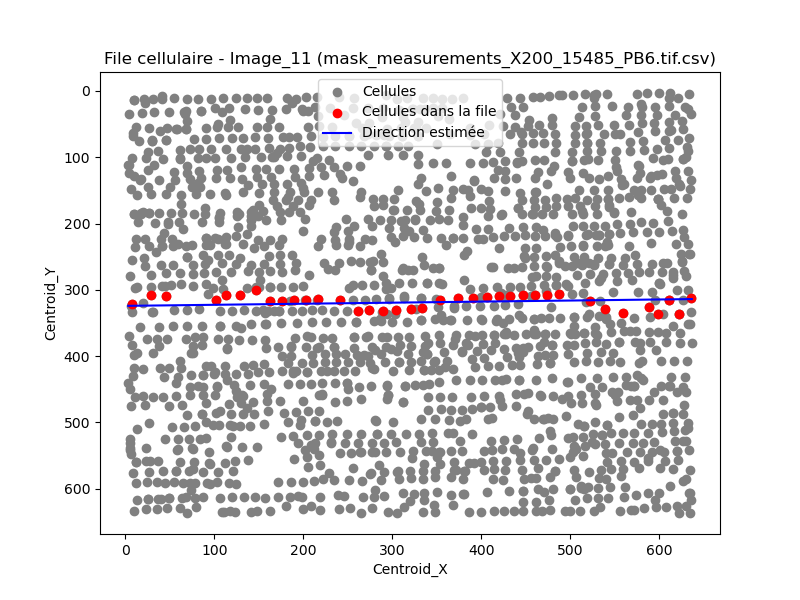 File cellulaire - Image_11 (mask_measurements_X200_15485_PB6.tif.csv)
Cellules
Cellules dans la file
Direction estimée
Centroid_Y
0
100
200
300
400
500
600
0 100 200 300 400 500 600
Centroid_X